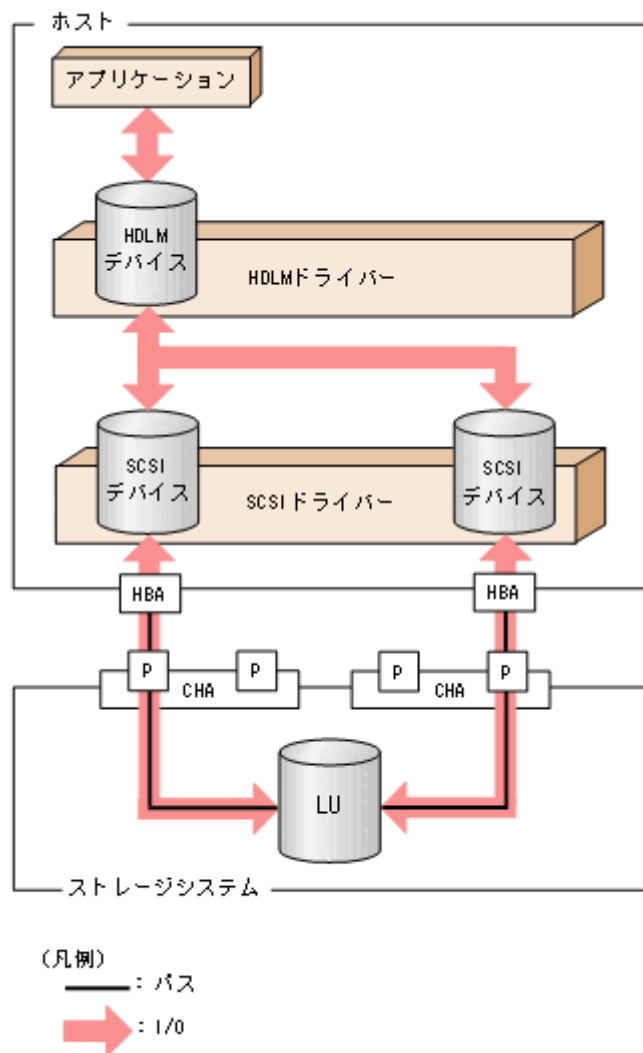 ホスト
アプリケーション
HDLM
デバイス
HDLMドライバー
SCSI
デバイス
SCSIドライバー
SCSI
デバイス
HBA
HBA
P
P
CHA
P
P
CHA
LU
ストレージシステム
(凡例)
: パス
: I/O